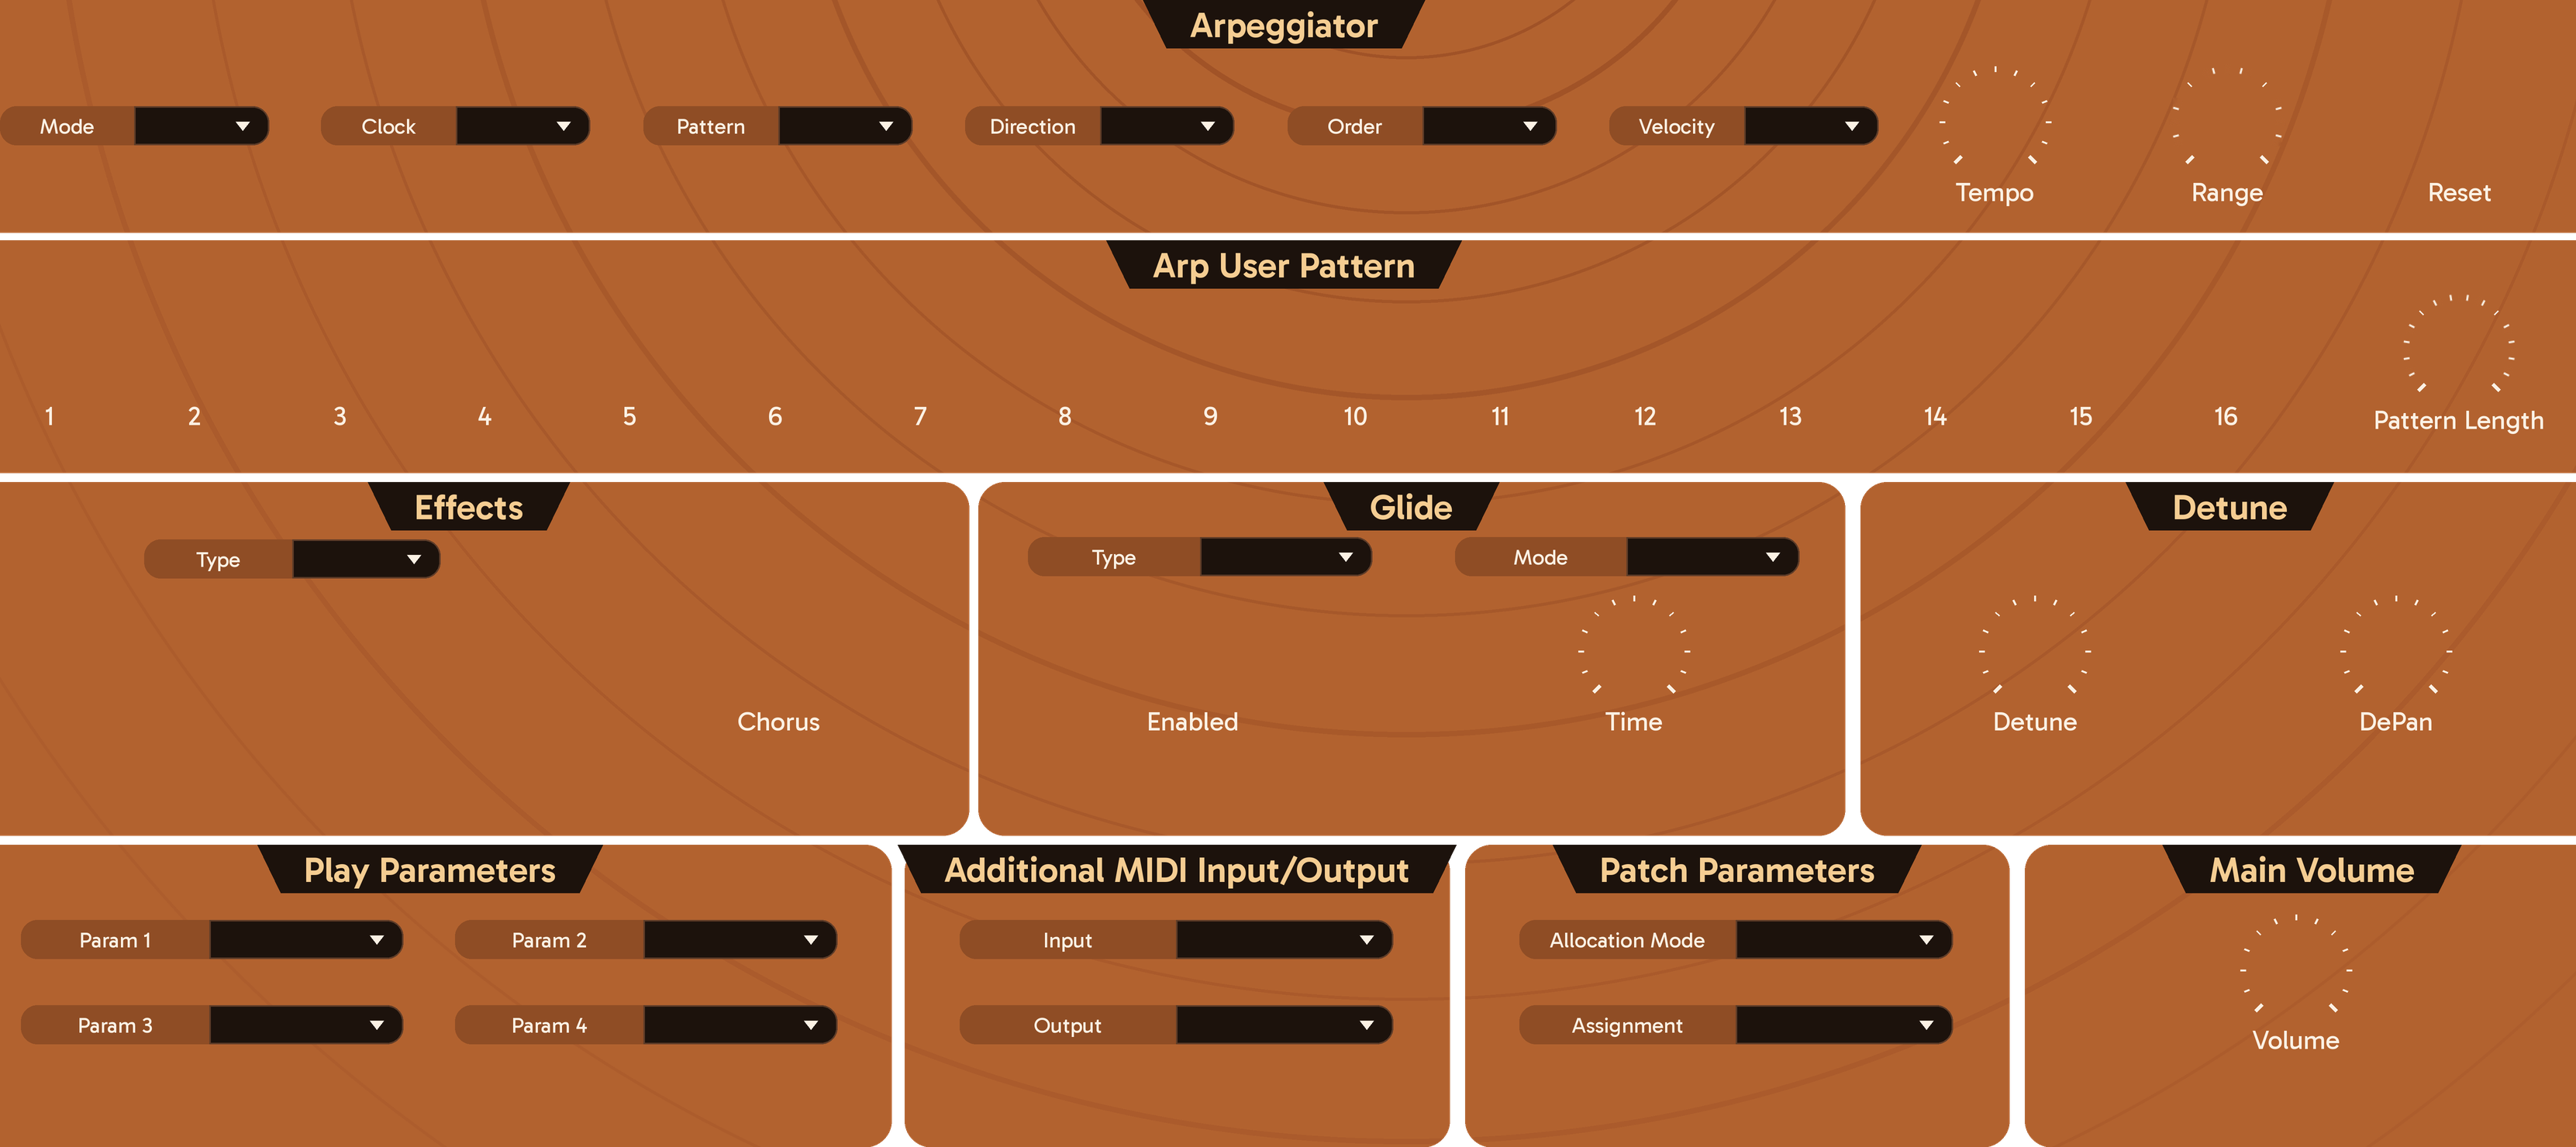 Arpeggiator
Mode Clock Pattern Direction Order Velocity
Tempo Range Reset
Arp User Pattern
1 2 3 4 5 6 7 8 9 10 11 12 13 14 15 16 Pattern Length
Effects
Type
Chorus
Glide
Type Mode
Enabled Time
Detune
Detune DePan
Play Parameters
Param 1 Param 2
Param 3 Param 4
Additional MIDI Input/Output
Input
Output
Patch Parameters
Allocation Mode
Assignment
Main Volume
Volume